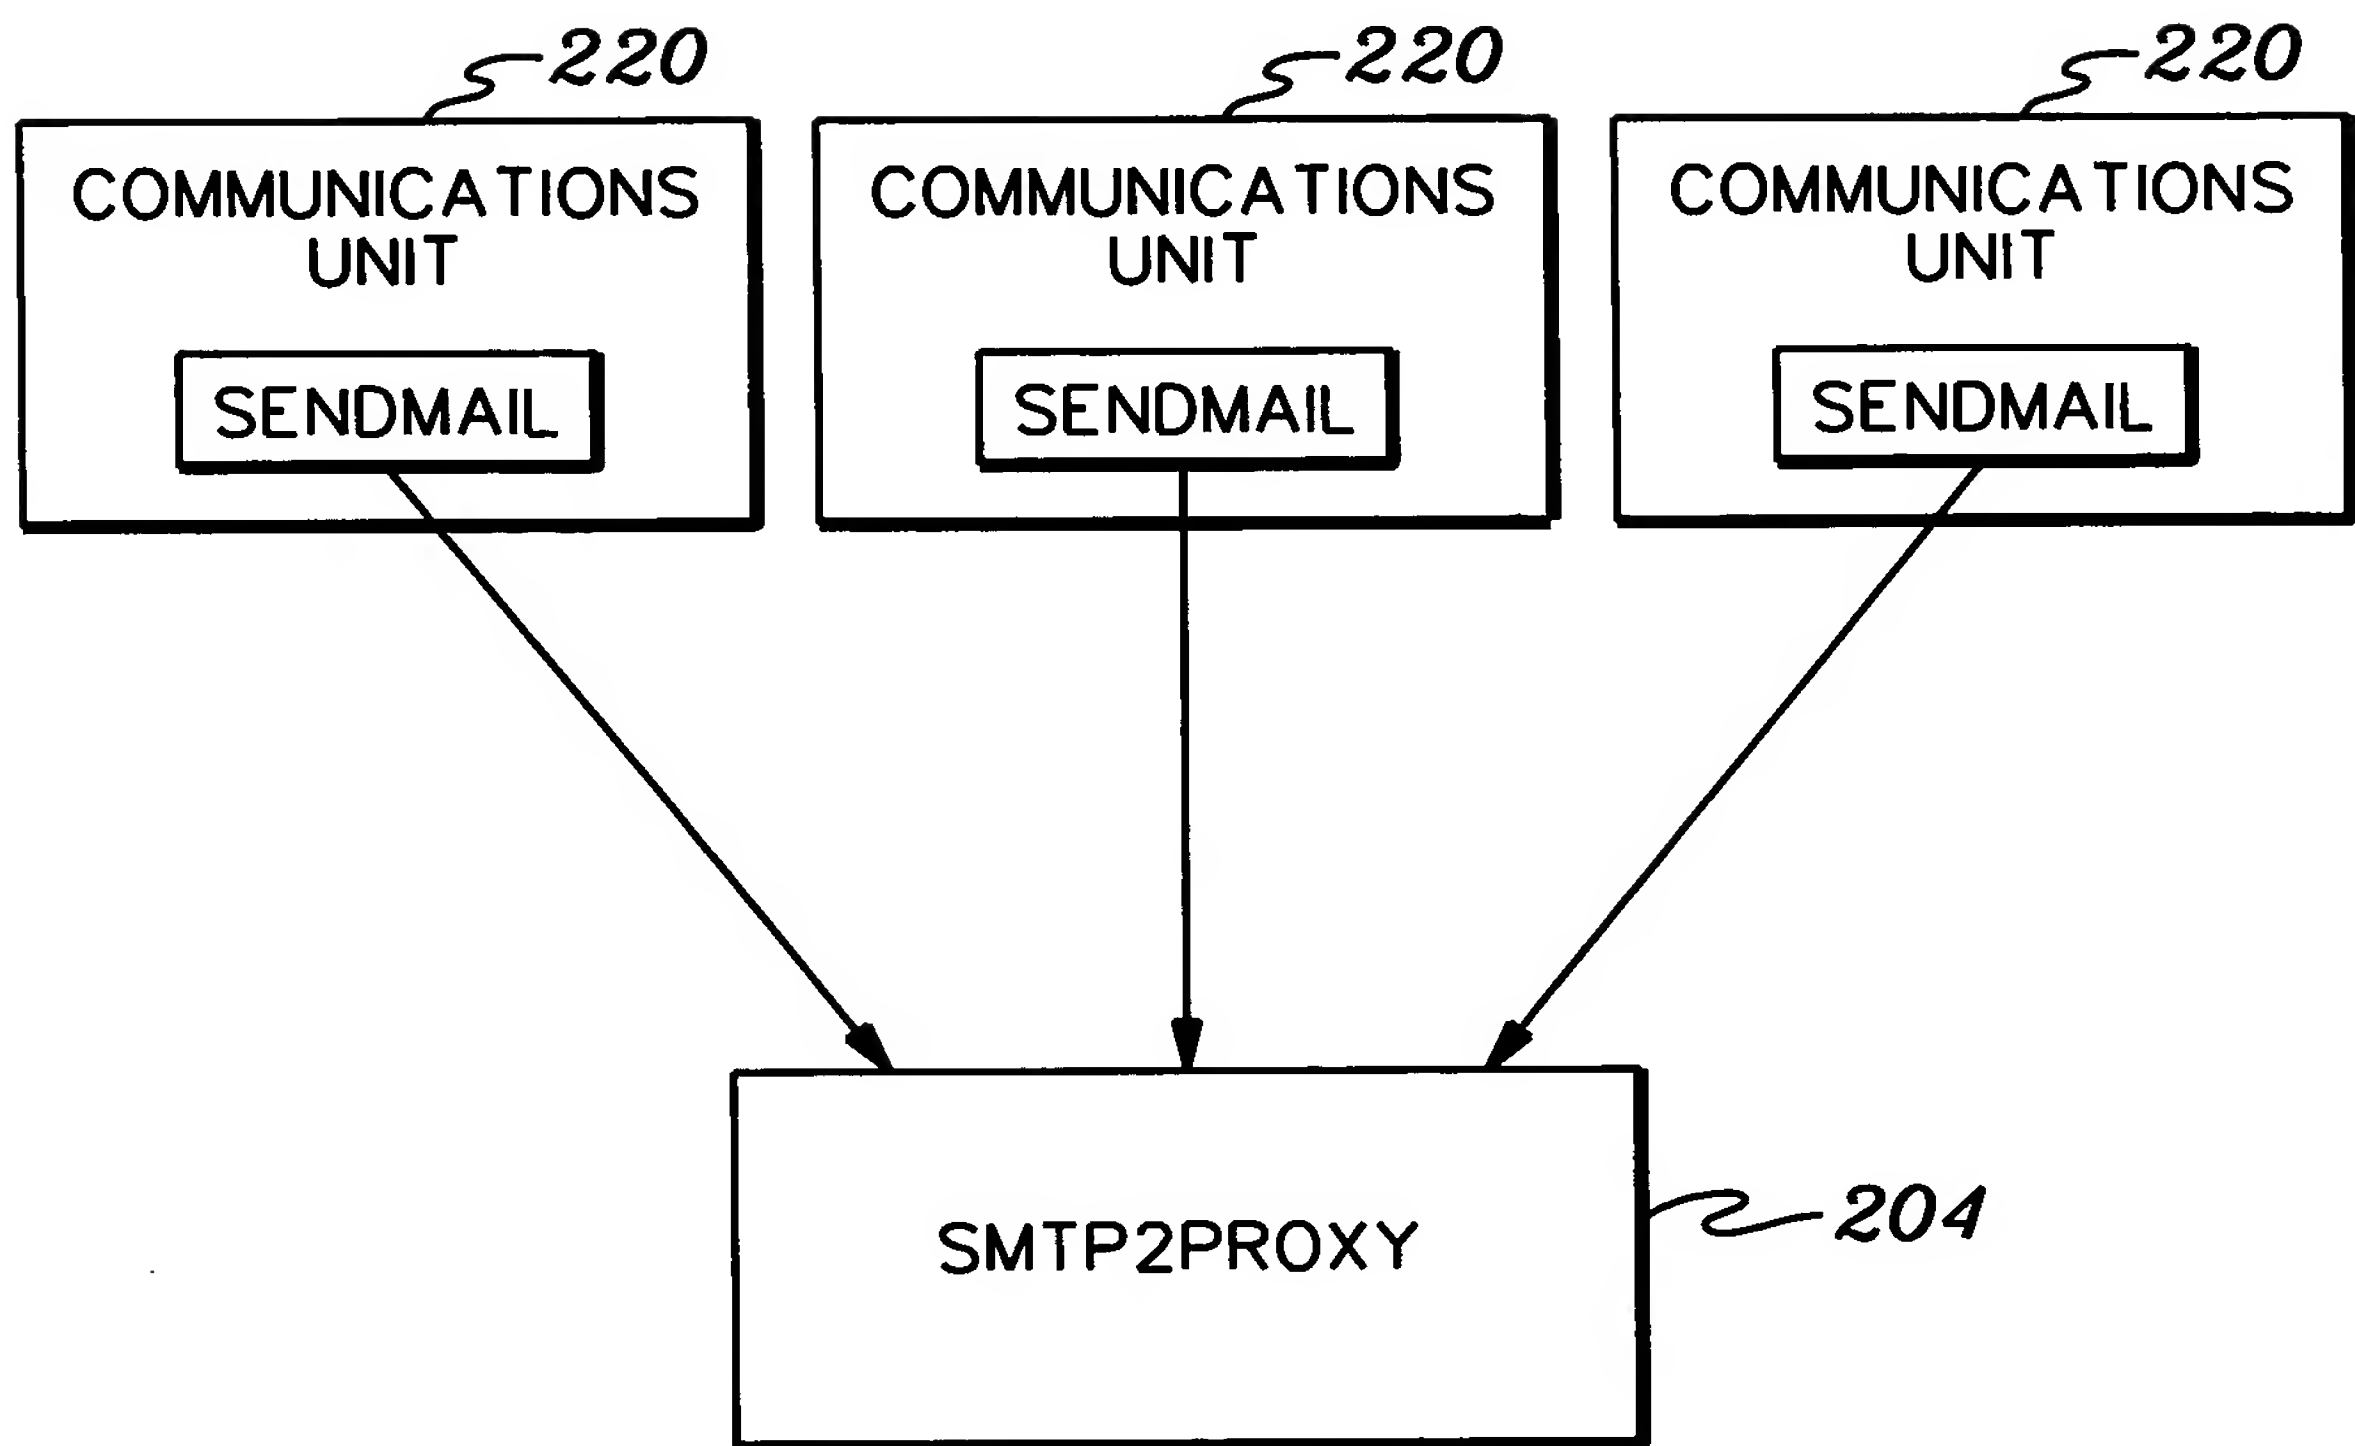 220
220
220
COMMUNICATIONS
UNIT
SENDMAIL
COMMUNICATIONS
UNIT
SENDMAIL
COMMUNICATIONS
UNIT
SENDMAIL
SMTP2PROXY
204